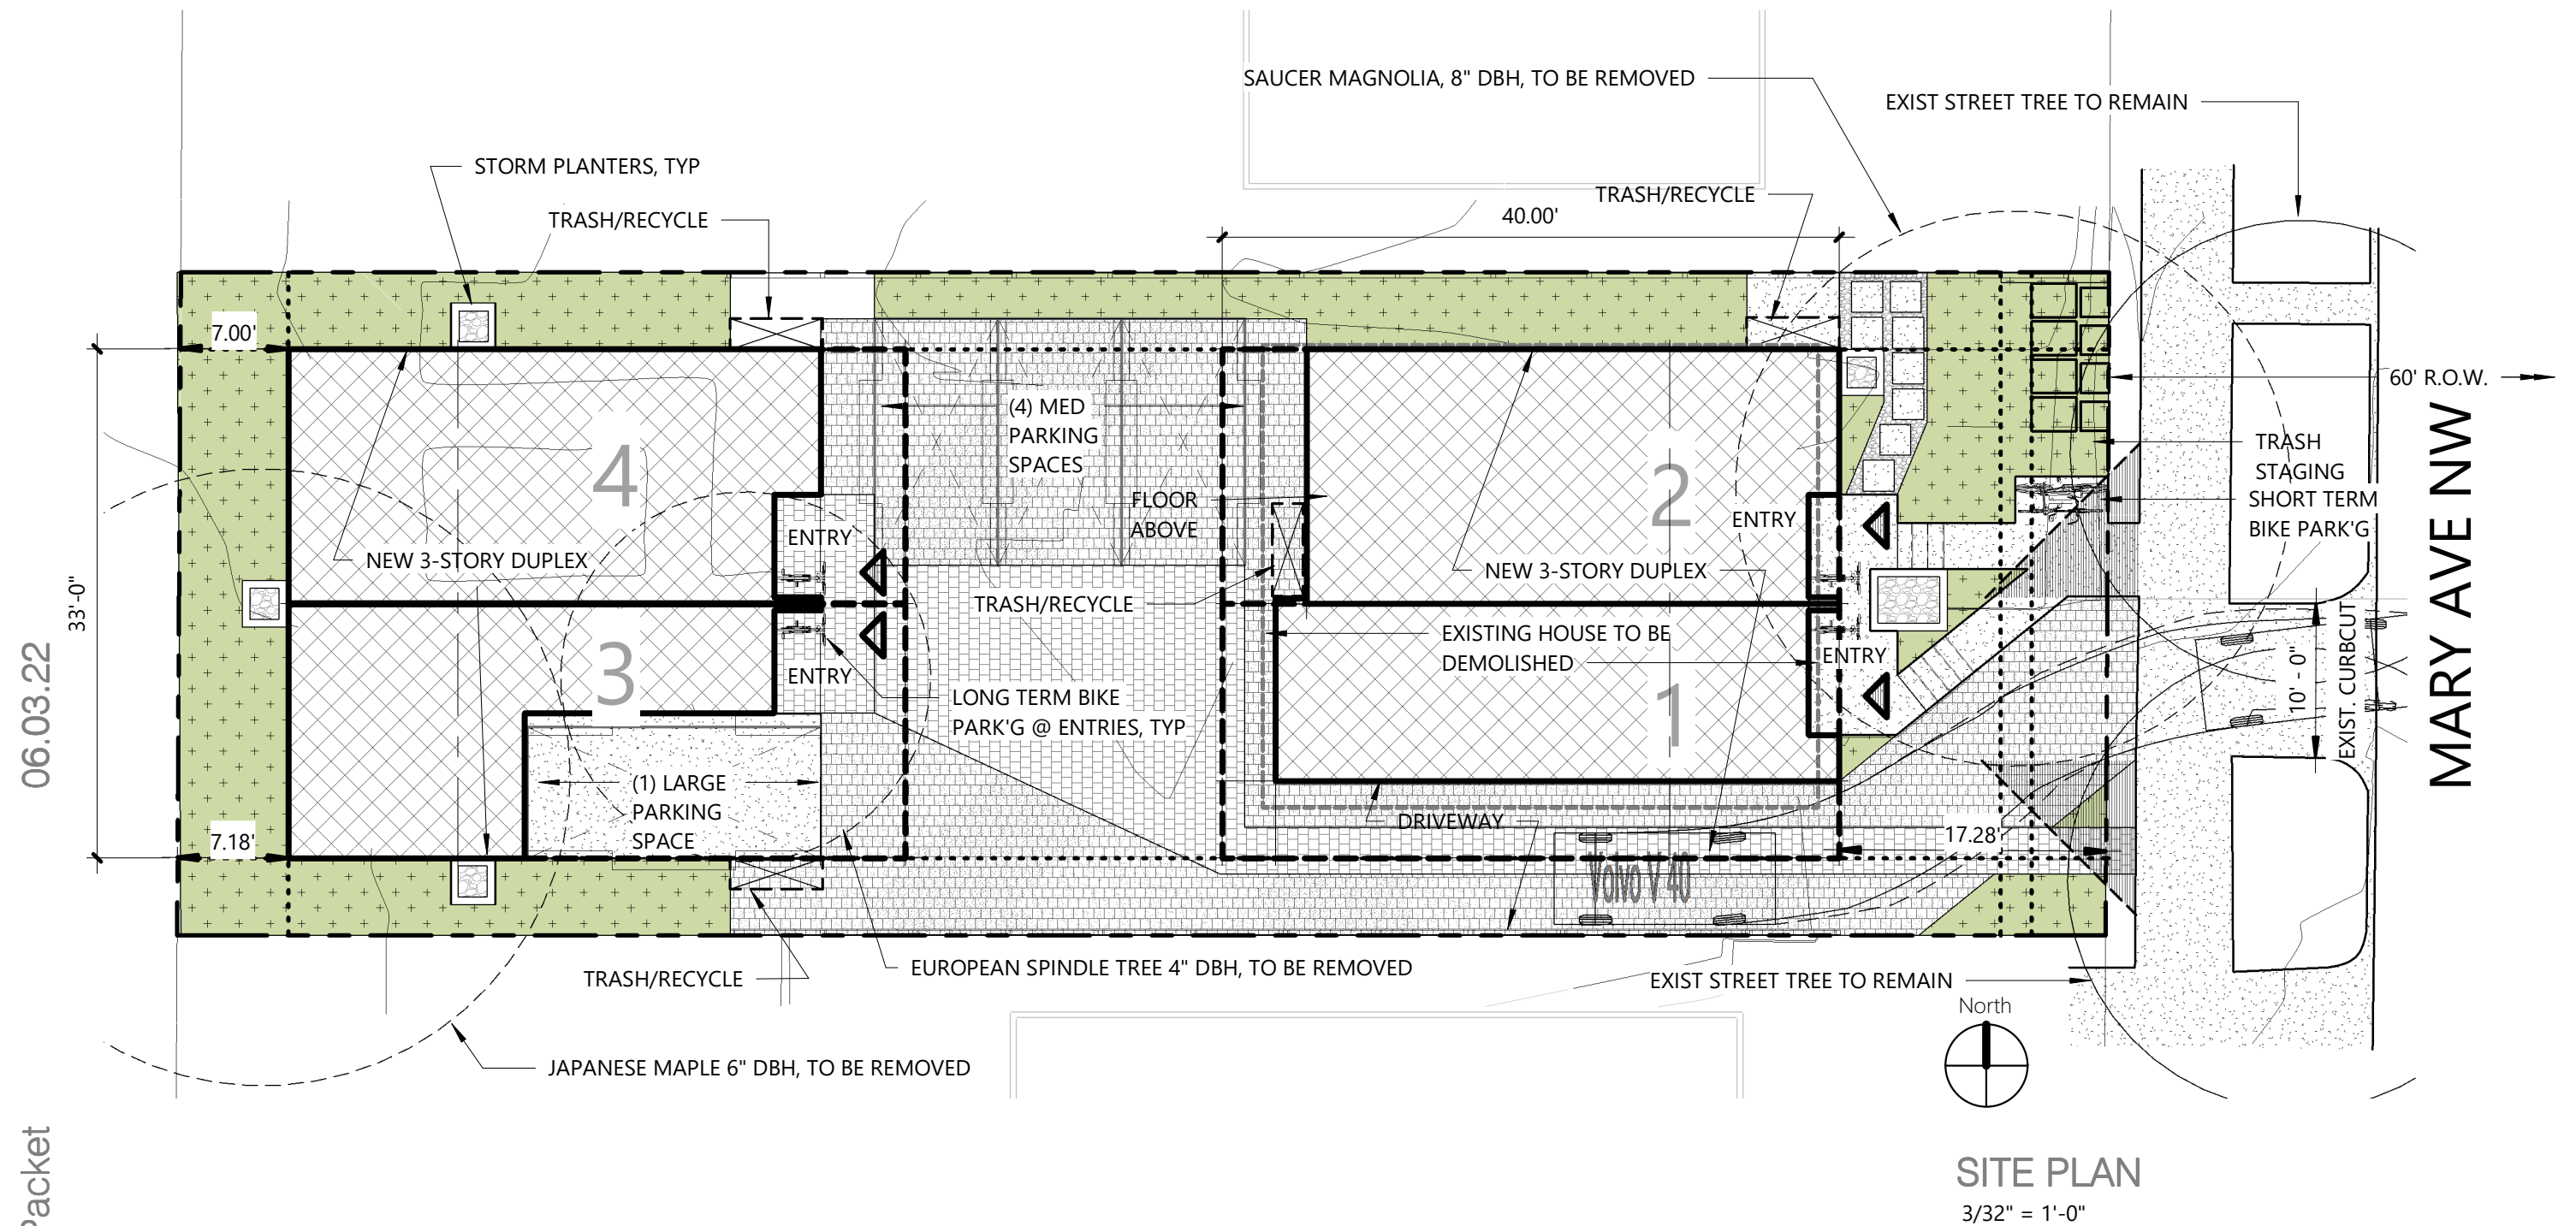 SAUCER MAGNOLIA, 8" DBH, TO BE REMOVED
EXIST STREET TREE TO REMAIN
STORM PLANTERS, TYP
TRASH/RECYCLE
TRASH/RECYCLE
40.00'
7.00'
60' R.O.W.
(4) MED
PARKING
SPACES
TRASH
STAGING
SHORT TERM
BIKE PARK'G
4
2
FLOOR
ABOVE
ENTRY
ENTRY
NEW 3-STORY DUPLEX
NEW 3-STORY DUPLEX
33'-0"
TRASH/RECYCLE
EXISTING HOUSE TO BE
DEMOLISHED
ENTRY
ENTRY
3
1
LONG TERM BIKE
PARK'G @ ENTRIES, TYP
10' - 0"
EXIST. CURBCUT
MARY AVE NW
06.03.22
(1) LARGE
PARKING
SPACE
7.18'
DRIVEWAY
17.28'
Volvo V 40
TRASH/RECYCLE
EUROPEAN SPINDLE TREE 4" DBH, TO BE REMOVED
EXIST STREET TREE TO REMAIN
North
JAPANESE MAPLE 6" DBH, TO BE REMOVED
Packet
SITE PLAN
3/32" = 1'-0"